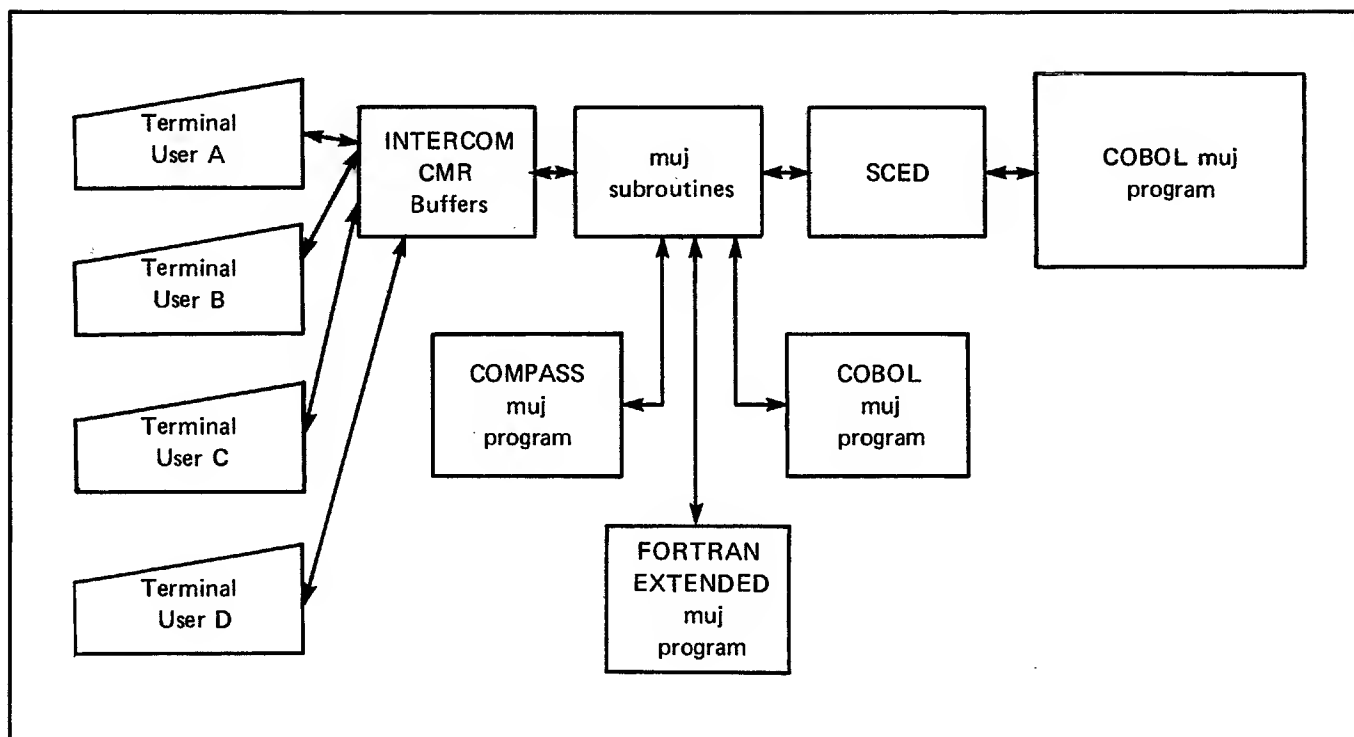 Terminal
User A
INTERCOM
CMR
Buffers
muj
subroutines
SCED
COBOL muj
program
Terminal
User B
Terminal
User C
COMPASS
muj
program
COBOL
muj
program
Terminal
User D
FORTRAN
EXTENDED
muj
program